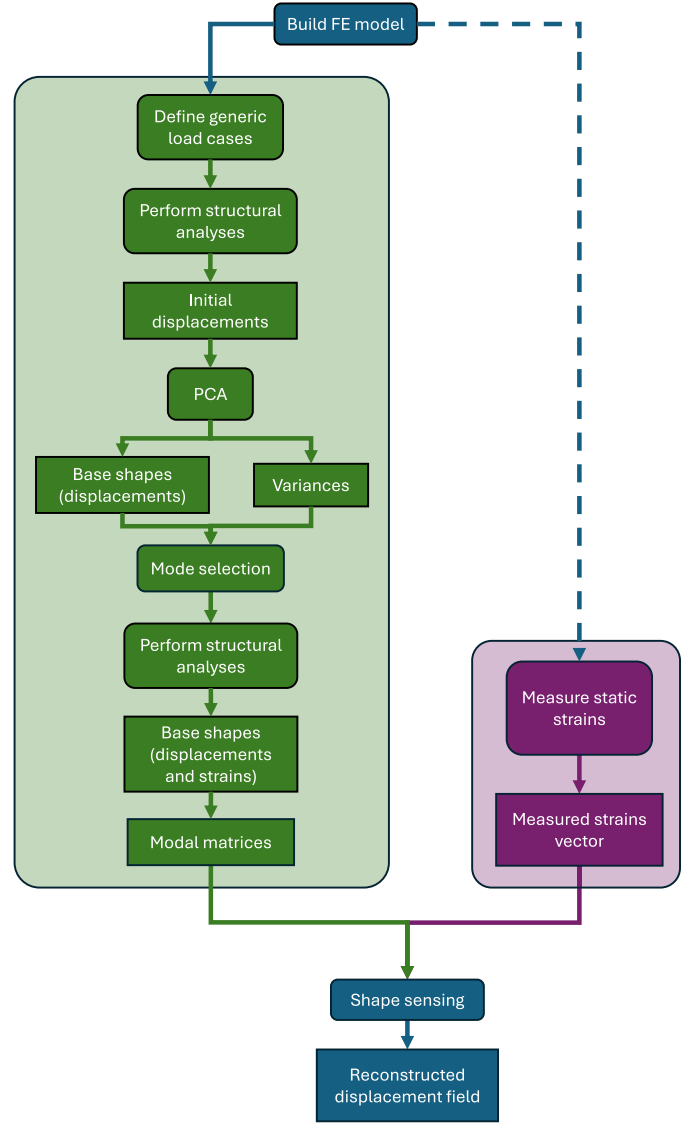 Build FE model
Define generic
load cases
Perform structural
analyses
Initial
displacements
PCA
Base shapes
(displacements)
Variances
Mode selection
Perform structural
analyses
Base shapes
(displacements
and strains)
Modal matrices
Measure static
strains
Measured strains
vector
Shape sensing
Reconstructed
displacement field